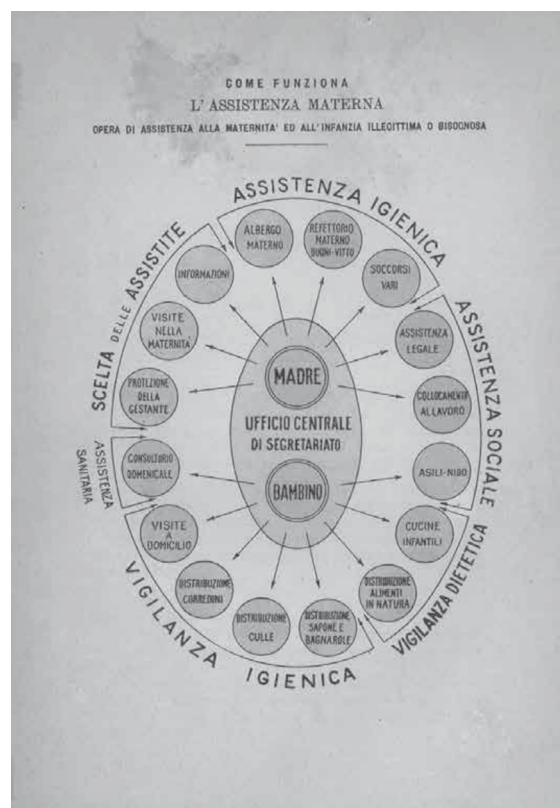 COME FUNZIONA
L'ASSISTENZA MATERNA
OPERA DI ASSISTENZA ALLA MATERNITA' ED ALL'INFANZIA ILLEGITTIMA O BISOGNOSA
ASSISTENZA IGIENICA
ALBERGO
MATERNO
REFETTORIO
MATERNO
BUONI-VITTO
SOCCORSI
VARI
ASSISTENZA SOCIALE
ASSISTENZA
LEGALE
COLLOCAMENTO
AL LAVORO
ASILI-NIDO
VIGILANZA DIETETICA
CUCINE
INFANTILI
DISTRIBUZIONE
ALIMENTI
IN NATURA
VIGILANZA IGIENICA
DISTRIBUZIONE
SAPONE E
BAGNAROLE
DISTRIBUZIONE
CULLE
DISTRIBUZIONE
CORREDINI
VISITE
A
DOMICILIO
ASSISTENZA
SANITARIA
CONSULTORIO
DOMENICALE
SCELTA DELLE ASSISTITE
PROTEZIONE
DELLA
GESTANTE
VISITE
NELLA
MATERNITA'
INFORMAZIONI
MADRE
UFFICIO CENTRALE
DI SECRETARIATO
BAMBINO